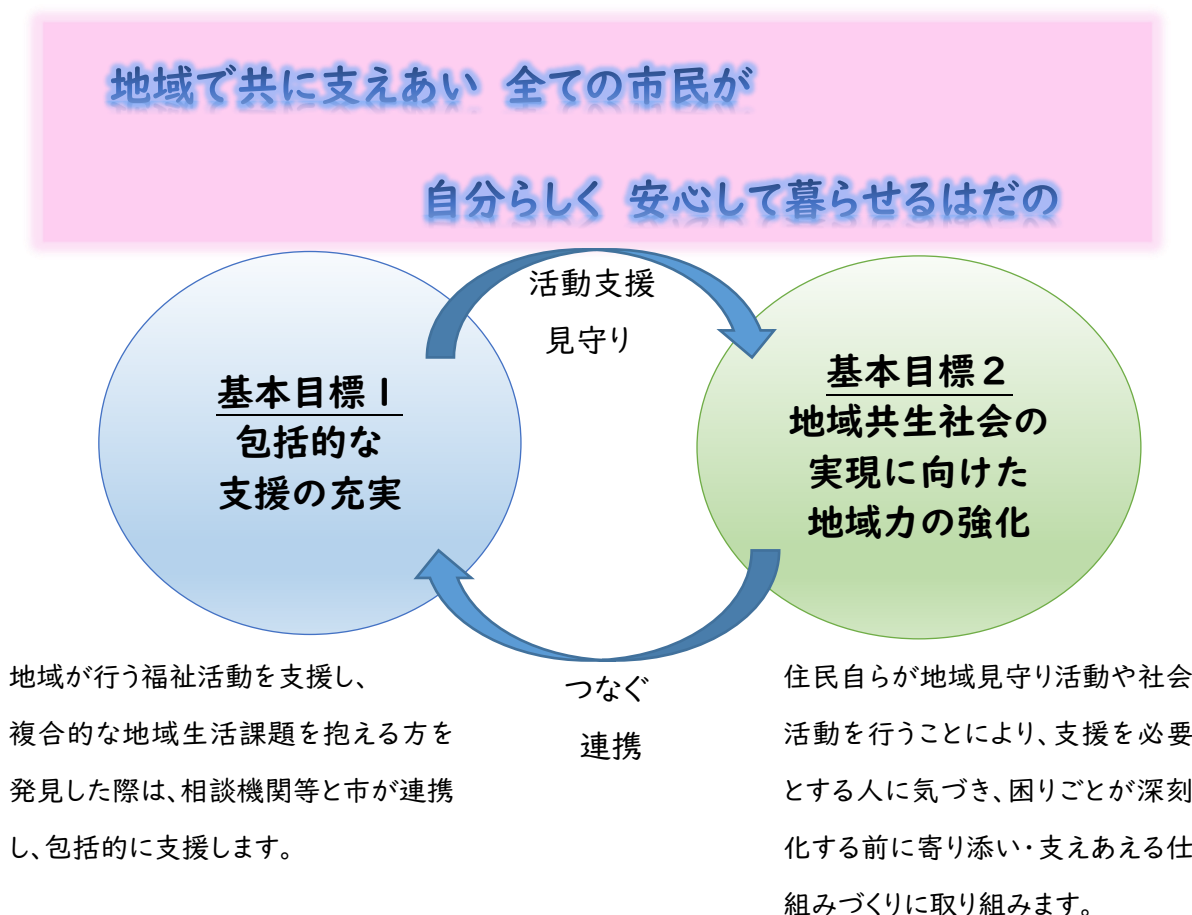 地域で共に支えあい 全ての市民が
自分らしく 安心して暮らせるはだの
活動支援
見守り
基本目標1
包括的な
支援の充実
基本目標2
地域共生社会の
実現に向けた
地域力の強化
つなぐ
連携
地域が行う福祉活動を支援し、
複合的な地域生活課題を抱える方を
発見した際は、相談機関等と市が連携
し、包括的に支援します。
住民自らが地域見守り活動や社会
活動を行うことにより、支援を必要
とする人に気づき、困りごとが深刻
化する前に寄り添い・支えあえる仕
組みづくりに取り組みます。